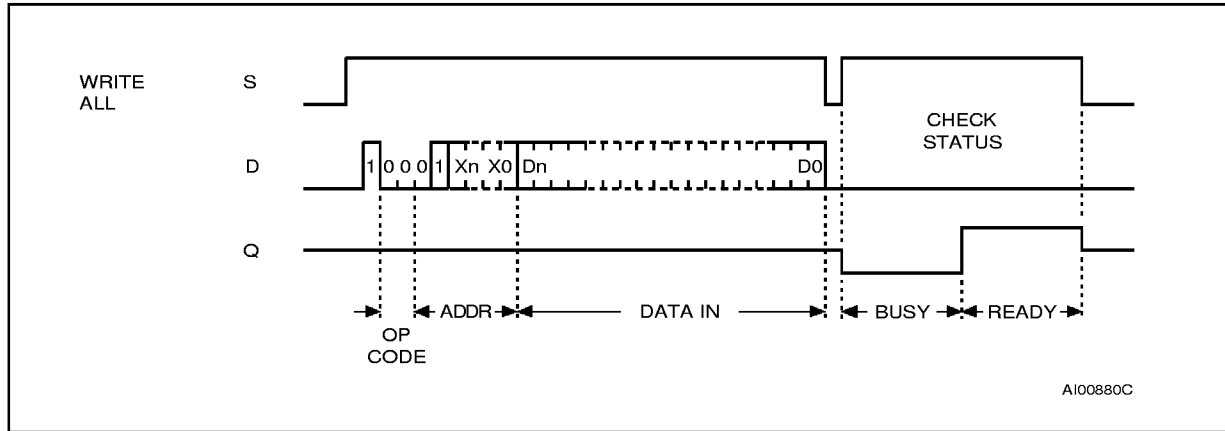 WRITE ALL
S
CHECK STATUS
D
1 0 0 0 1 Xn X0 Dn D0
Q
ADDR DATA IN BUSY READY
OP CODE
AI00880C